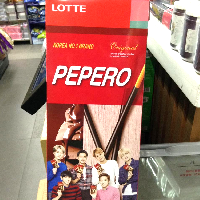 LOTTE
KOREA NO.1 BRAND
Original
PEPERO